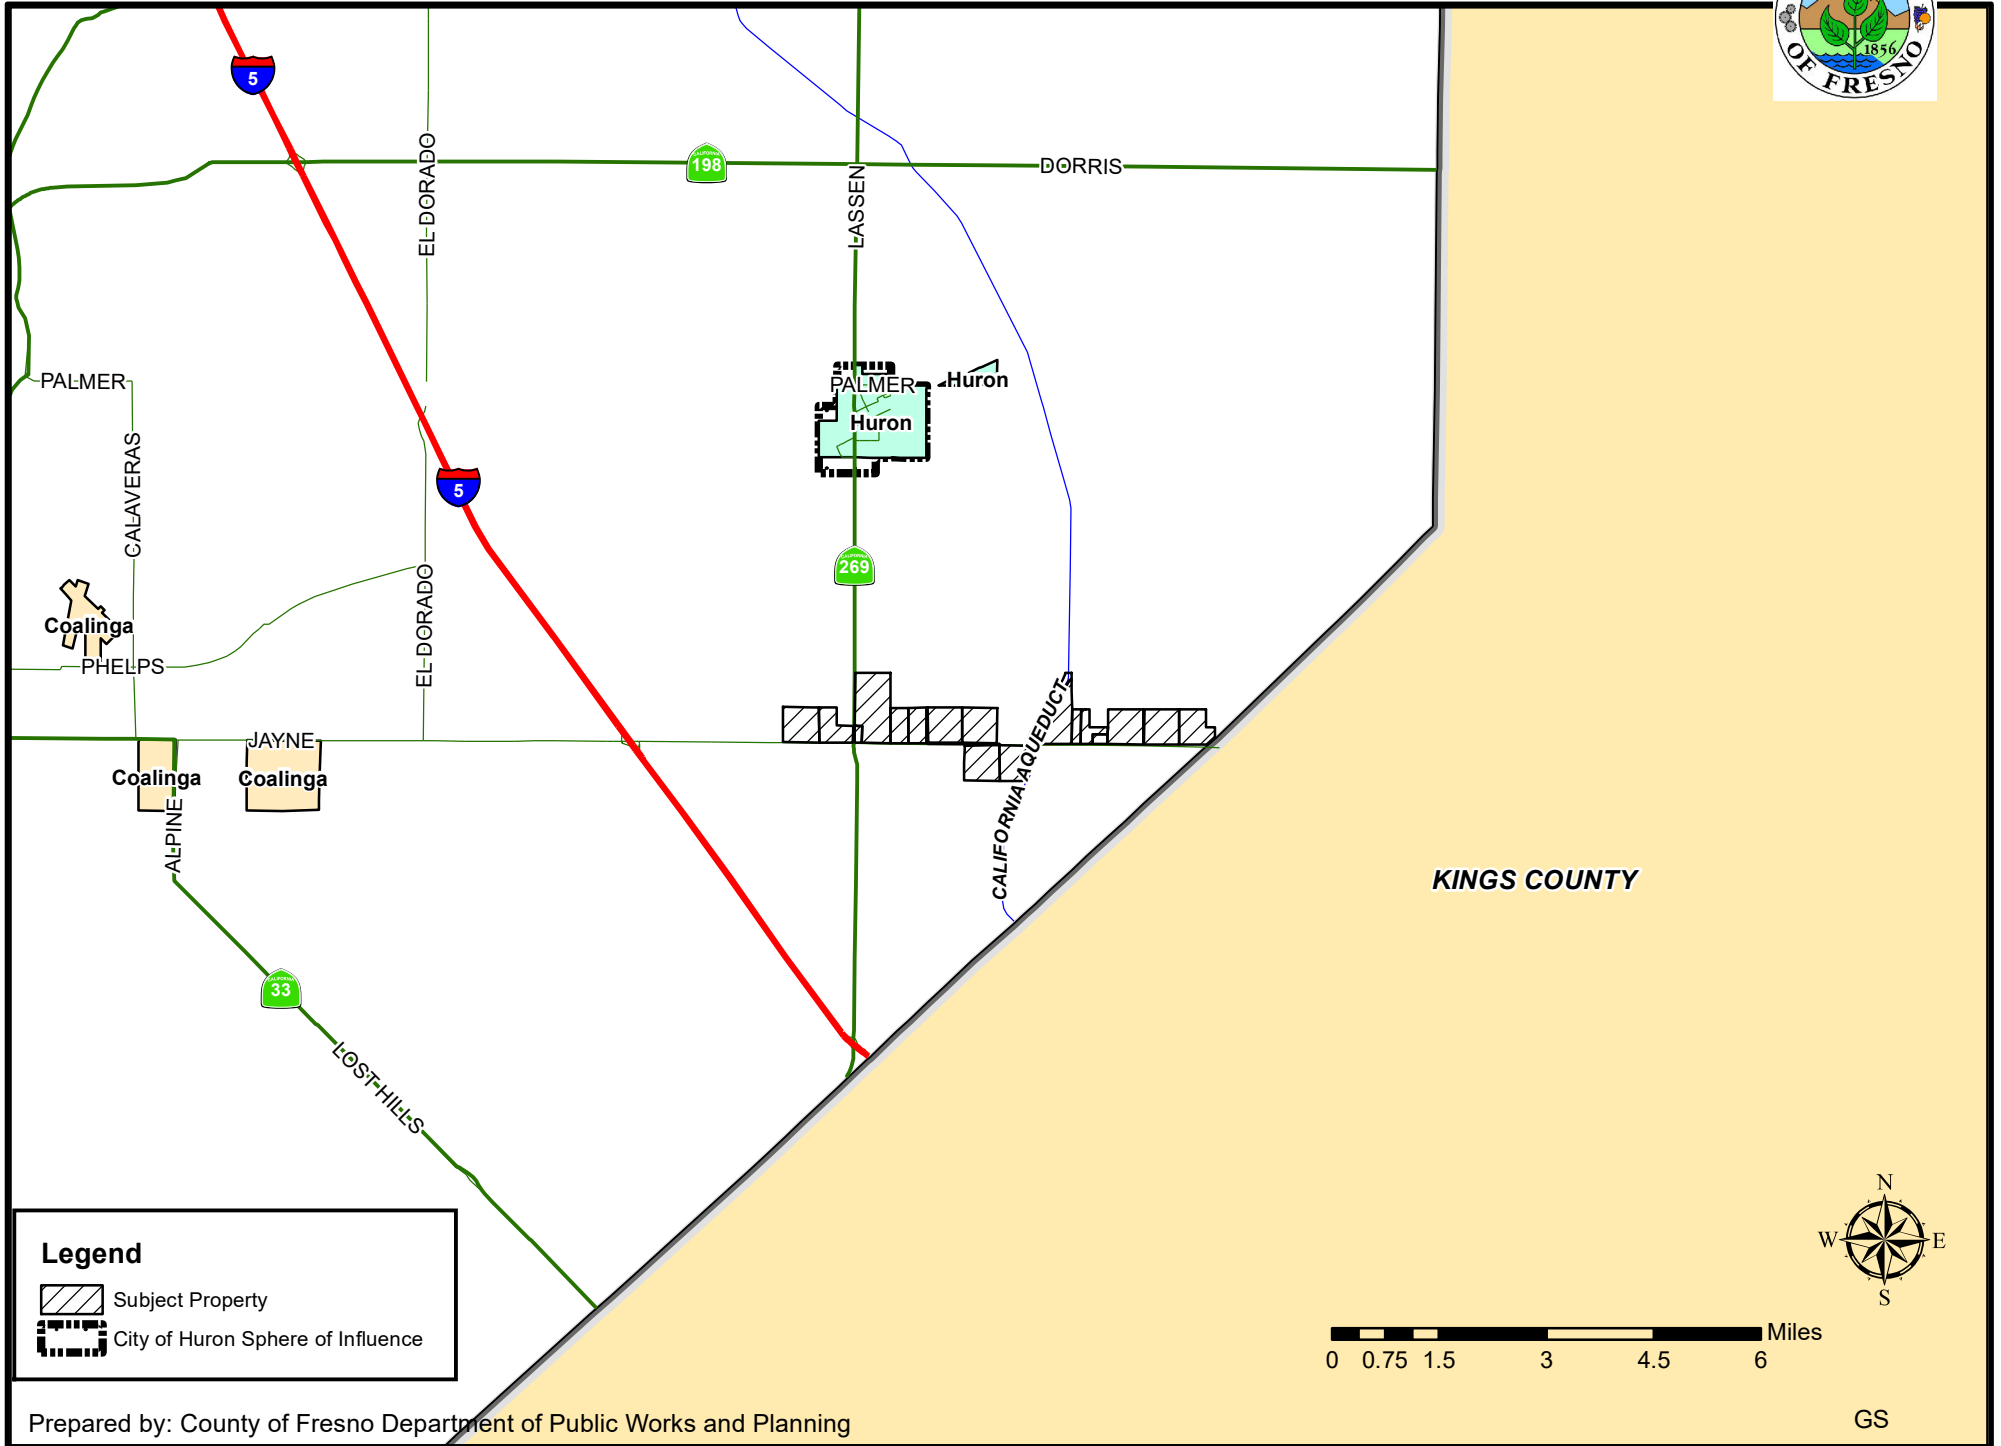 1856
OF FRESNO
5
EL DORADO
CALIFORNIA
198
DORRIS
LASSEN
PALMER
PALMER
Huron
Huron
CALAVERAS
5
CALIFORNIA
269
EL DORADO
Coalinga
PHELPS
CALIFORNIA AQUEDUCT
JAYNE
Coalinga
Coalinga
ALPINE
KINGS COUNTY
CALIFORNIA
33
LOST HILLS
N
W
E
S
Legend
Subject Property
City of Huron Sphere of Influence
Miles
0 0.75 1.5 3 4.5 6
Prepared by: County of Fresno Department of Public Works and Planning
GS